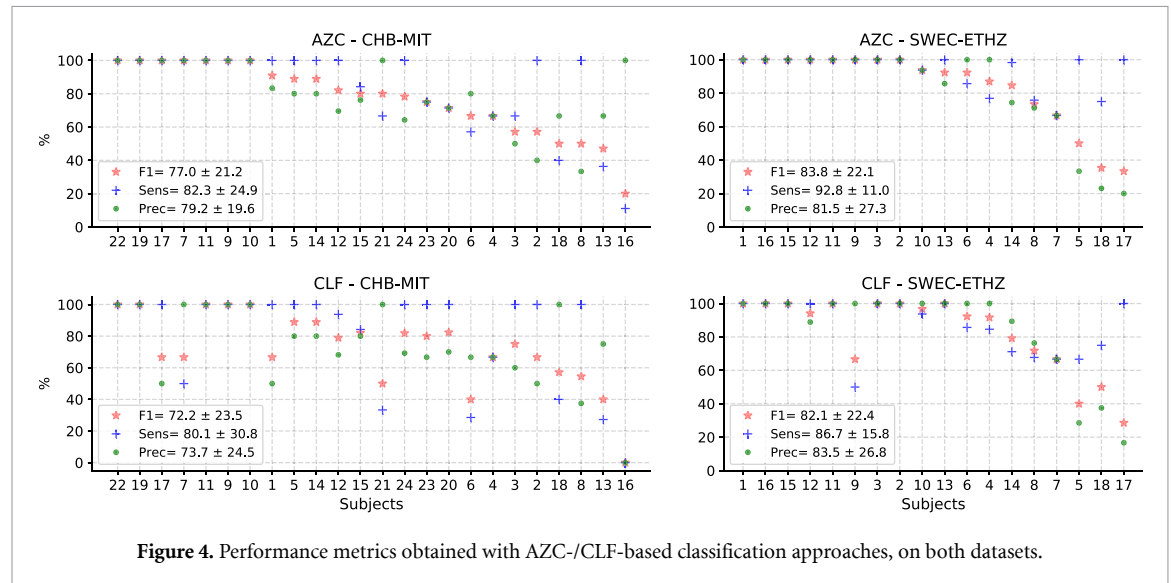 AZC - CHB-MIT
%
100
80
60
40
20
0
F1= 77.0 ± 21.2
Sens= 82.3 ± 24.9
Prec= 79.2 ± 19.6
22 19 17 7 11 9 10 1 5 14 12 15 21 24 23 20 6 4 3 2 18 8 13 16
AZC - SWEC-ETHZ
100
80
60
40
20
0
F1= 83.8 ± 22.1
Sens= 92.8 ± 11.0
Prec= 81.5 ± 27.3
1 16 15 12 11 9 3 2 10 13 6 4 14 8 7 5 18 17
CLF - CHB-MIT
%
100
80
60
40
20
0
F1= 72.2 ± 23.5
Sens= 80.1 ± 30.8
Prec= 73.7 ± 24.5
22 19 17 7 11 9 10 1 5 14 12 15 21 24 23 20 6 4 3 2 18 8 13 16
Subjects
CLF - SWEC-ETHZ
100
80
60
40
20
0
F1= 82.1 ± 22.4
Sens= 86.7 ± 15.8
Prec= 83.5 ± 26.8
1 16 15 12 11 9 3 2 10 13 6 4 14 8 7 5 18 17
Subjects
Figure 4. Performance metrics obtained with AZC-/CLF-based classification approaches, on both datasets.